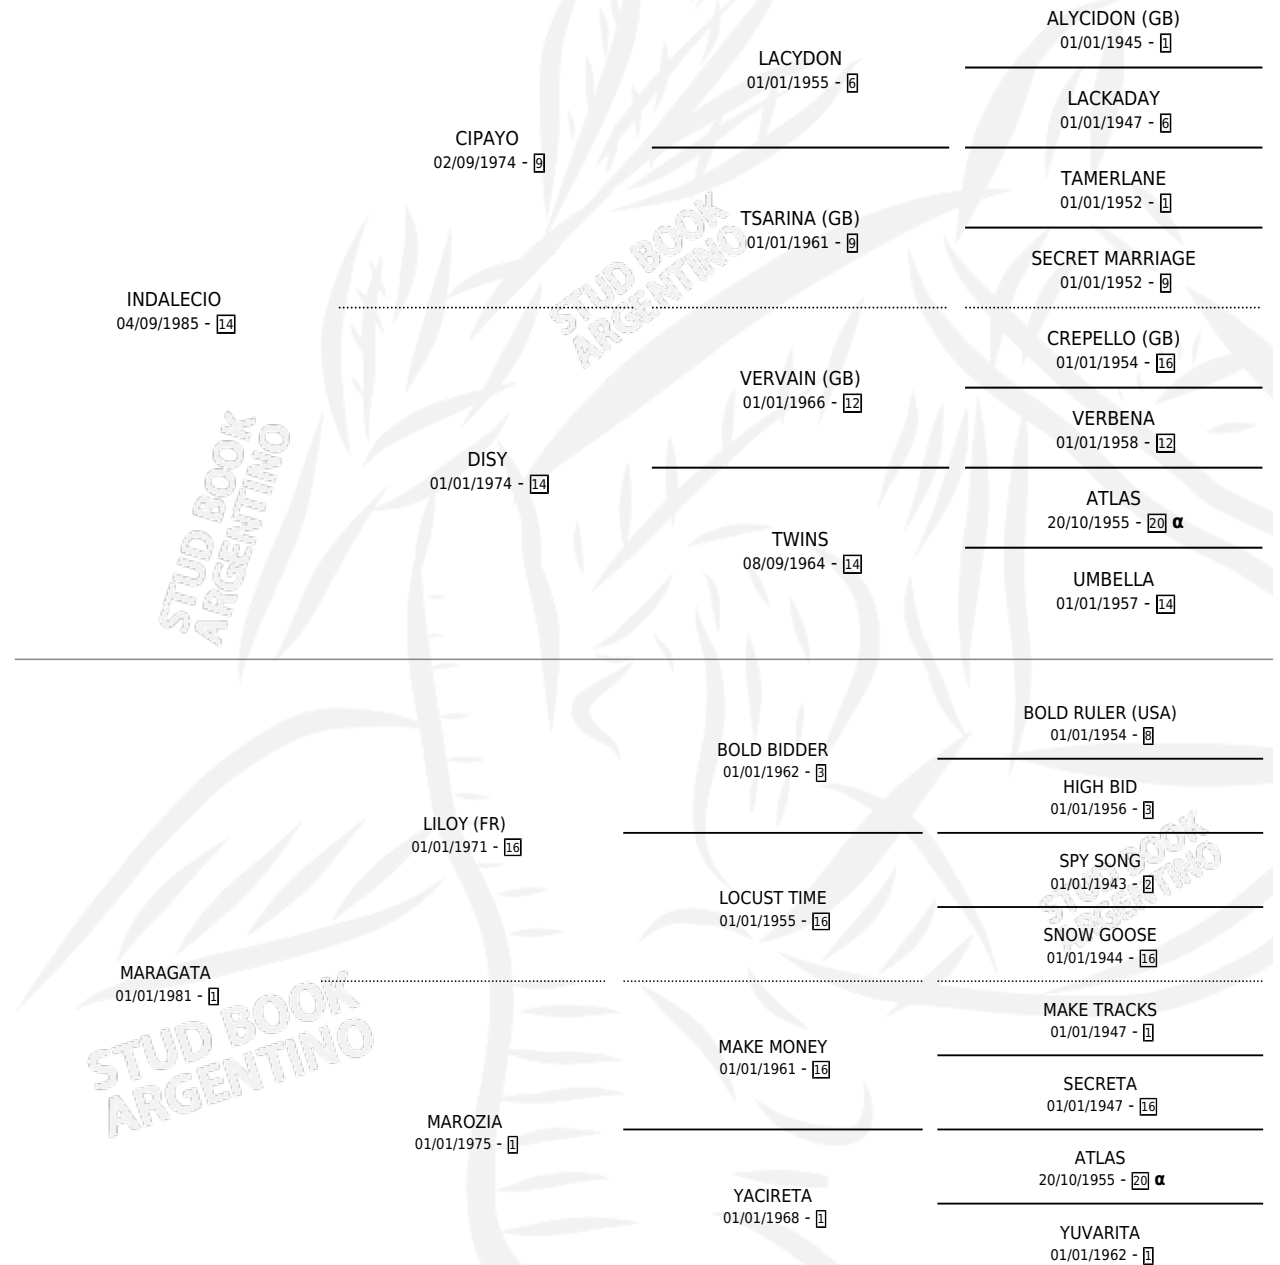 ALYCIDON (GB)
01/01/1945 - 1
LACYDON
01/01/1955 - 6
LACKADAY
01/01/1947 - 6
CIPAYO
02/09/1974 - 9
TAMERLANE
01/01/1952 - 1
TSARINA (GB)
01/01/1961 - 9
SECRET MARRIAGE
01/01/1952 - 9
INDALECIO
04/09/1985 - 14
CREPELLO (GB)
01/01/1954 - 16
VERVAIN (GB)
01/01/1966 - 12
VERBENA
01/01/1958 - 12
DISY
01/01/1974 - 14
ATLAS
20/10/1955 - 20 α
TWINS
08/09/1964 - 14
UMBELLA
01/01/1957 - 14
BOLD RULER (USA)
01/01/1954 - 8
BOLD BIDDER
01/01/1962 - 3
HIGH BID
01/01/1956 - 3
LILOY (FR)
01/01/1971 - 16
SPY SONG
01/01/1943 - 2
LOCUST TIME
01/01/1955 - 16
SNOW GOOSE
01/01/1944 - 16
MARAGATA
01/01/1981 - 1
MAKE TRACKS
01/01/1947 - 1
MAKE MONEY
01/01/1961 - 16
SECRETA
01/01/1947 - 16
MAROZIA
01/01/1975 - 1
ATLAS
20/10/1955 - 20 α
YACIRETA
01/01/1968 - 1
YUVARITA
01/01/1962 - 1
STUD BOOK
ARGENTINO
STUD BOOK
ARGENTINO
STUD BOOK
ARGENTINO
STUD BOOK
ARGENTINO